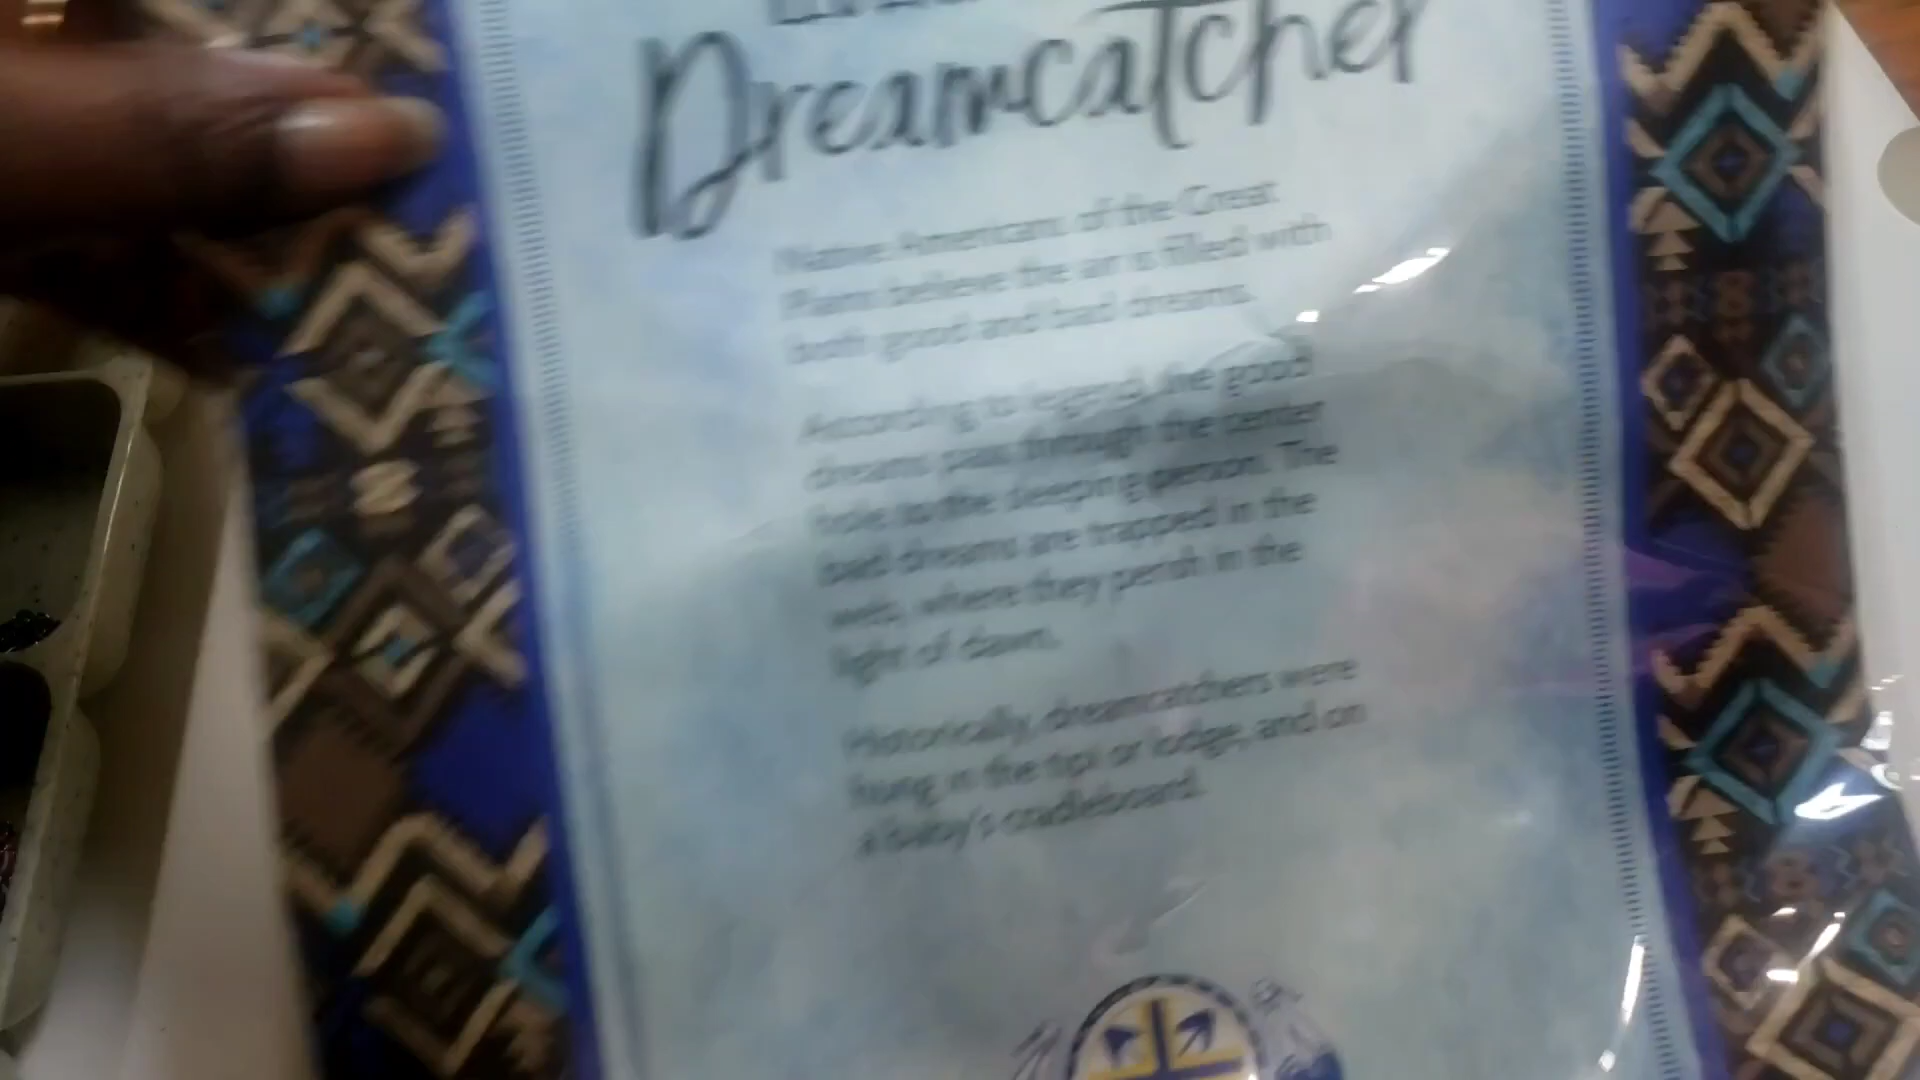 Dreamcatcher
Native Americans of the Great
Plains believe the air is filled with
both good and bad dreams.
According to legend, the good
dreams pass through the center
hole to the sleeping person. The
bad dreams are trapped in the
web, where they perish in the
light of dawn.
Historically, dreamcatchers were
hung in the tipi or lodge, and on
a baby's cradleboard.